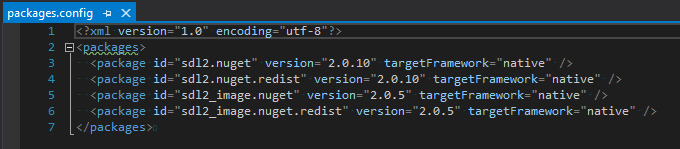 packages.config
1 <?xml version="1.0" encoding="utf-8"?>
2 <packages>
3 <package id="sdl2.nuget" version="2.0.10" targetFramework="native" />
4 <package id="sdl2.nuget.redist" version="2.0.10" targetFramework="native" />
5 <package id="sdl2_image.nuget" version="2.0.5" targetFramework="native" />
6 <package id="sdl2_image.nuget.redist" version="2.0.5" targetFramework="native" />
7 </packages>